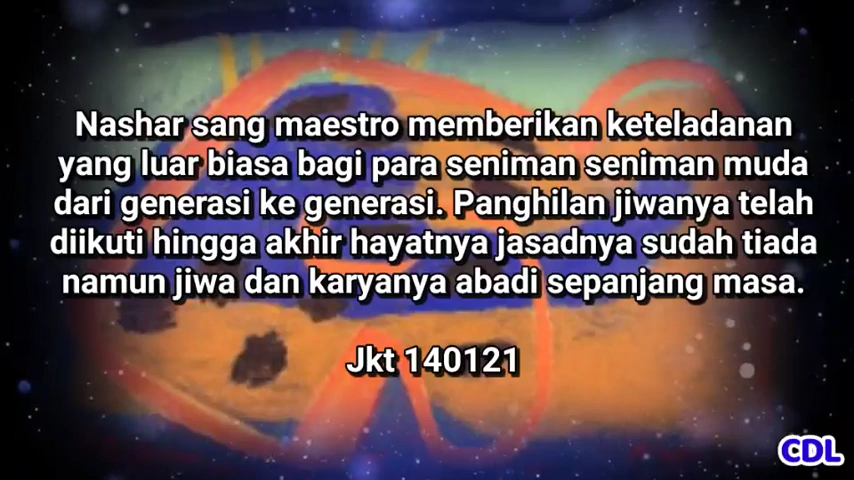 Nashar sang maestro memberikan keteladanan
yang luar biasa bagi para seniman seniman muda
dari generasi ke generasi. Panghilan jiwanya telah
diikuti hingga akhir hayatnya jasadnya sudah tiada
namun jiwa dan karyanya abadi sepanjang masa.
Jkt 140121
CDL